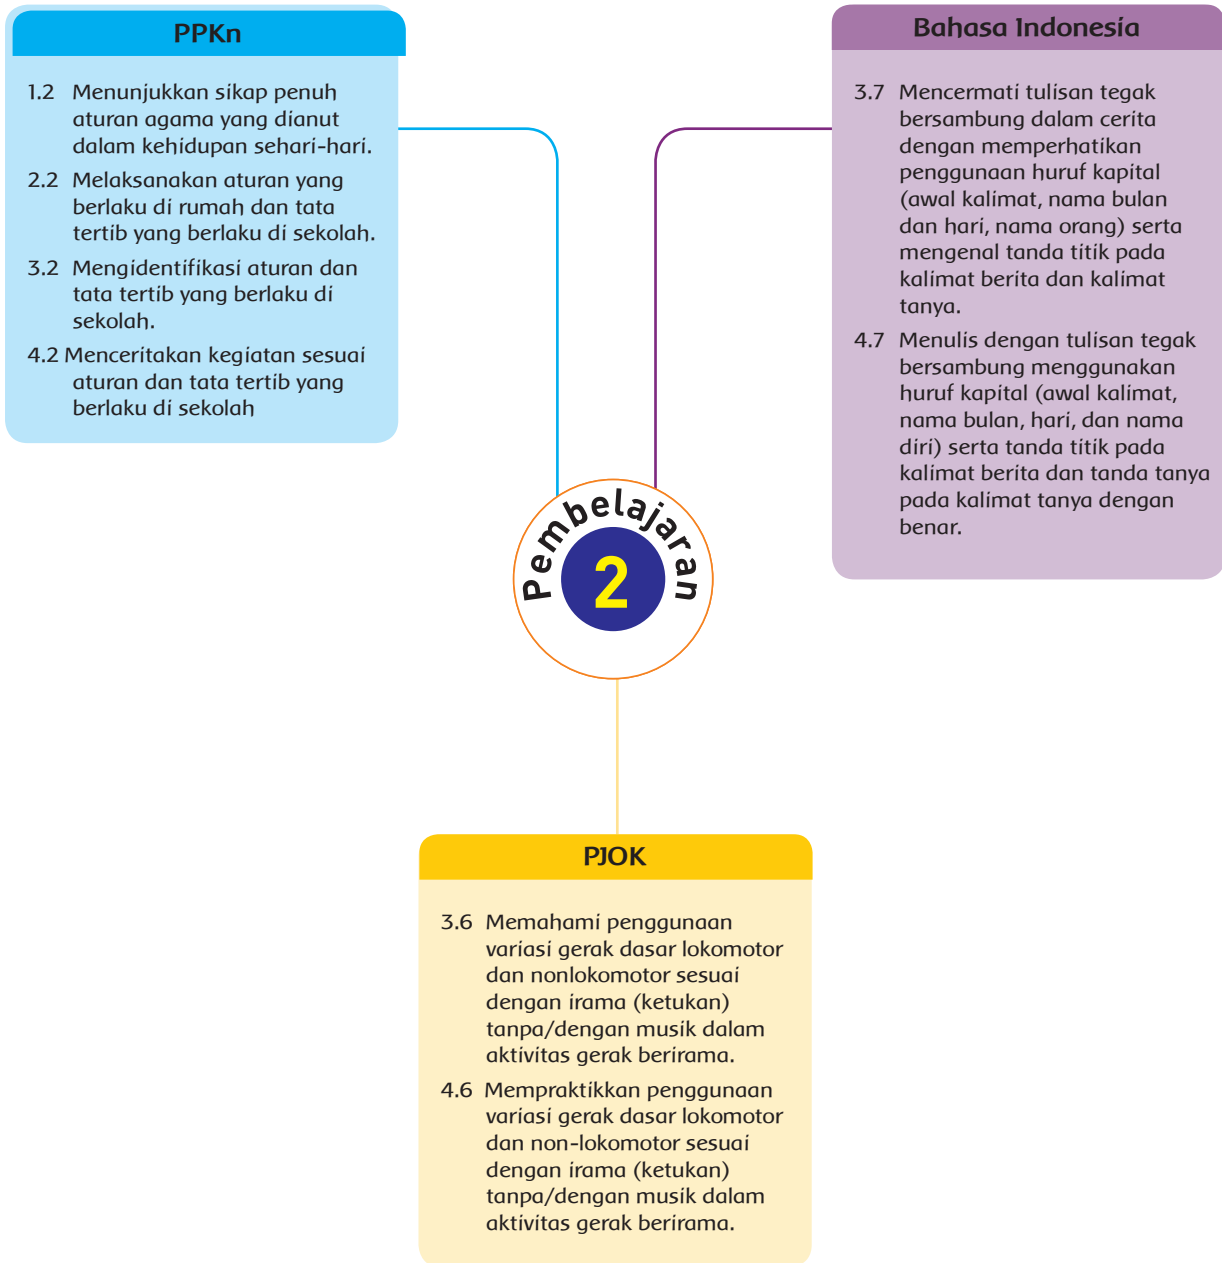 PPKn
1.2 Menunjukkan sikap penuh
aturan agama yang dianut
dalam kehidupan sehari-hari.
2.2 Melaksanakan aturan yang
berlaku di rumah dan tata
tertib yang berlaku di sekolah.
3.2 Mengidentifikasi aturan dan
tata tertib yang berlaku di
sekolah.
4.2 Menceritakan kegiatan sesuai
aturan dan tata tertib yang
berlaku di sekolah
Bahasa Indonesia
3.7 Mencermati tulisan tegak
bersambung dalam cerita
dengan memperhatikan
penggunaan huruf kapital
(awal kalimat, nama bulan
dan hari, nama orang) serta
mengenal tanda titik pada
kalimat berita dan kalimat
tanya.
4.7 Menulis dengan tulisan tegak
bersambung menggunakan
huruf kapital (awal kalimat,
nama bulan, hari, dan nama
diri) serta tanda titik pada
kalimat berita dan tanda tanya
pada kalimat tanya dengan
benar.
Pembelajaran
2
PJOK
3.6 Memahami penggunaan
variasi gerak dasar lokomotor
dan nonlokomotor sesuai
dengan irama (ketukan)
tanpa/dengan musik dalam
aktivitas gerak berirama.
4.6 Mempraktikkan penggunaan
variasi gerak dasar lokomotor
dan non-lokomotor sesuai
dengan irama (ketukan)
tanpa/dengan musik dalam
aktivitas gerak berirama.